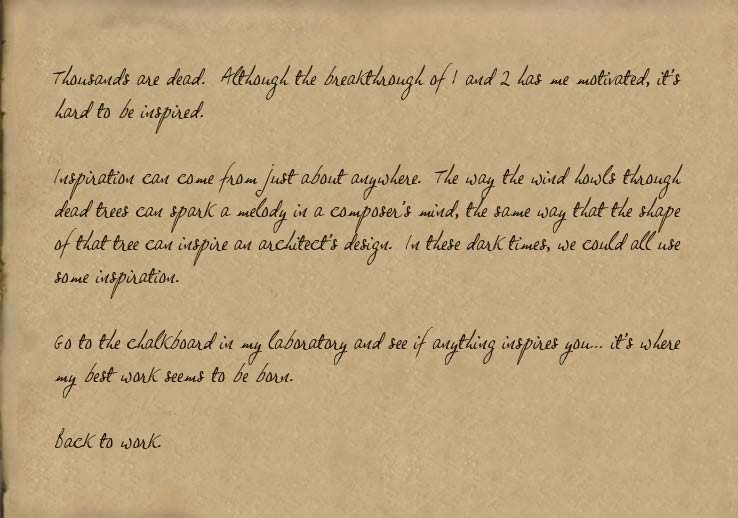 Thousands are dead.  Although the breakthrough of 1 and 2 has me motivated, it's
hard to be inspired.

Inspiration can come from just about anywhere.  The way the wind howls through
dead trees can spark a melody in a composer's mind, the same way that the shape
of that tree can inspire an architect's design.  In these dark times, we could all use
some inspiration.

Go to the chalkboard in my laboratory and see if anything inspires you... it's where
my best work seems to be born.

Back to work.